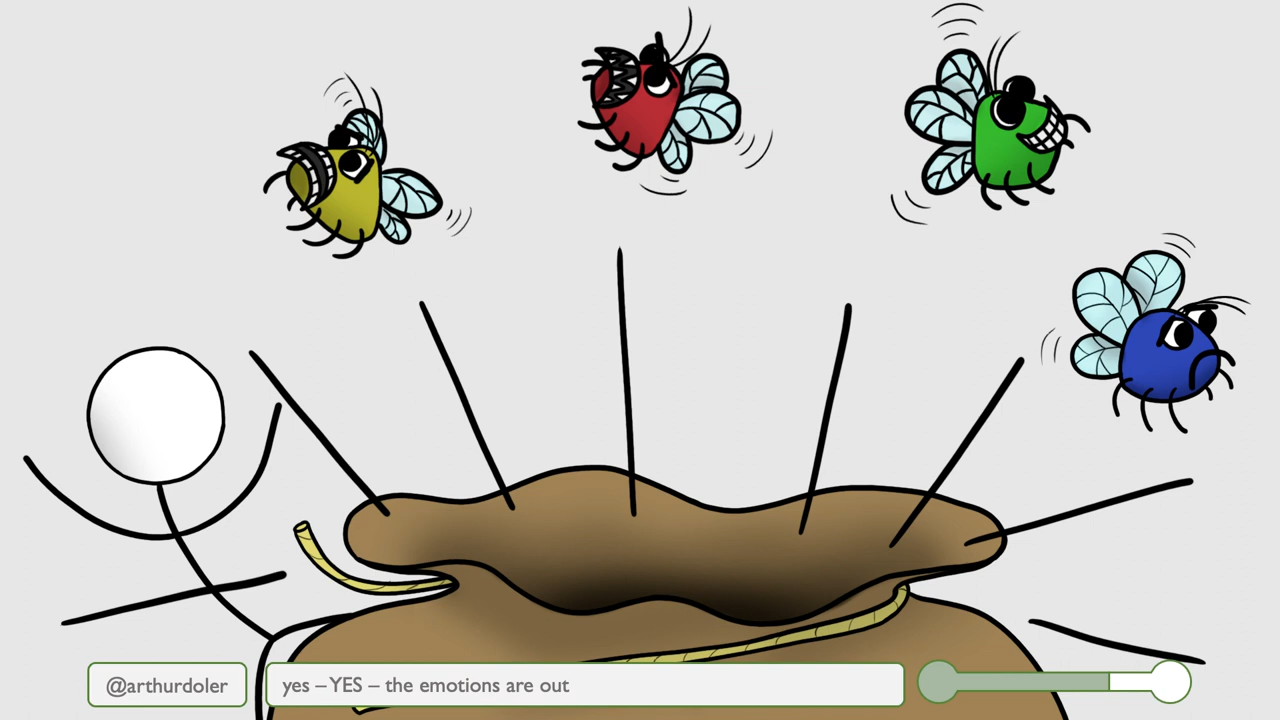 @arthurdoler
yes – YES – the emotions are out